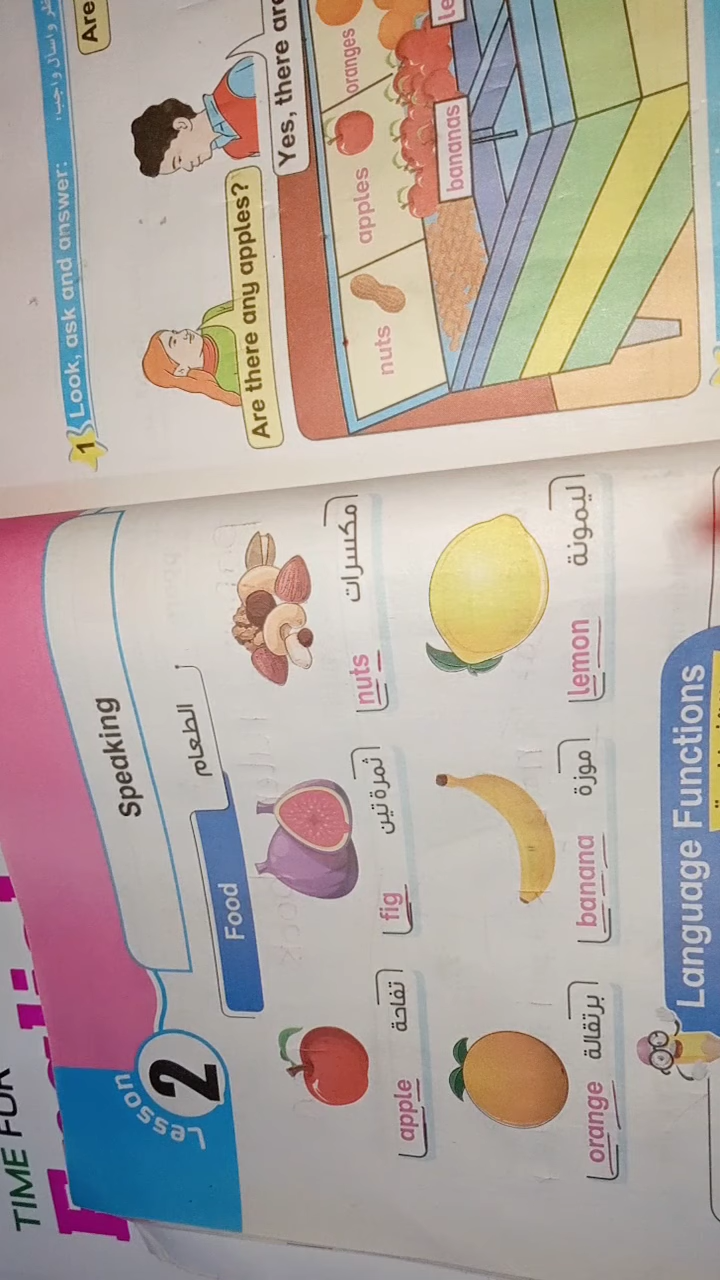 TIME FOR
Lesson
2
Speaking
Food
الطعام
apple تفاحة
fig ثمرة تين
nuts مكسرات
orange برتقالة
banana موزة
lemon اليمونة
Language Functions
1 Look, ask and answer:
Are there any apples?
Yes, there are
Are
nuts
apples
oranges
bananas
le